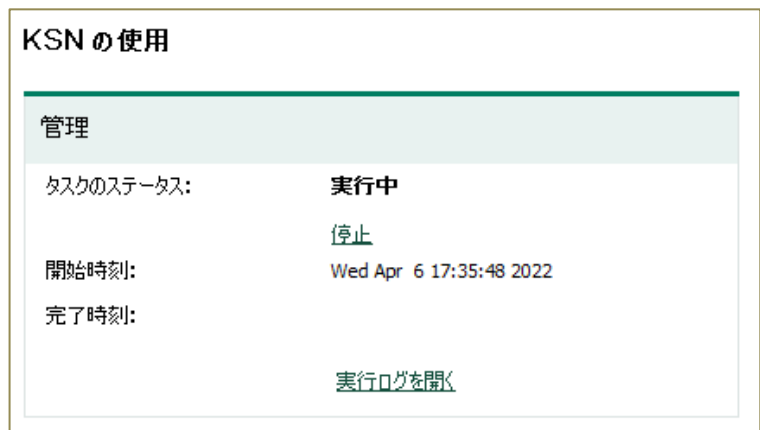 KSN の使用
管理
タスクのステータス: 実行中
停止
開始時刻: Wed Apr 6 17:35:48 2022
完了時刻:
実行ログを開く